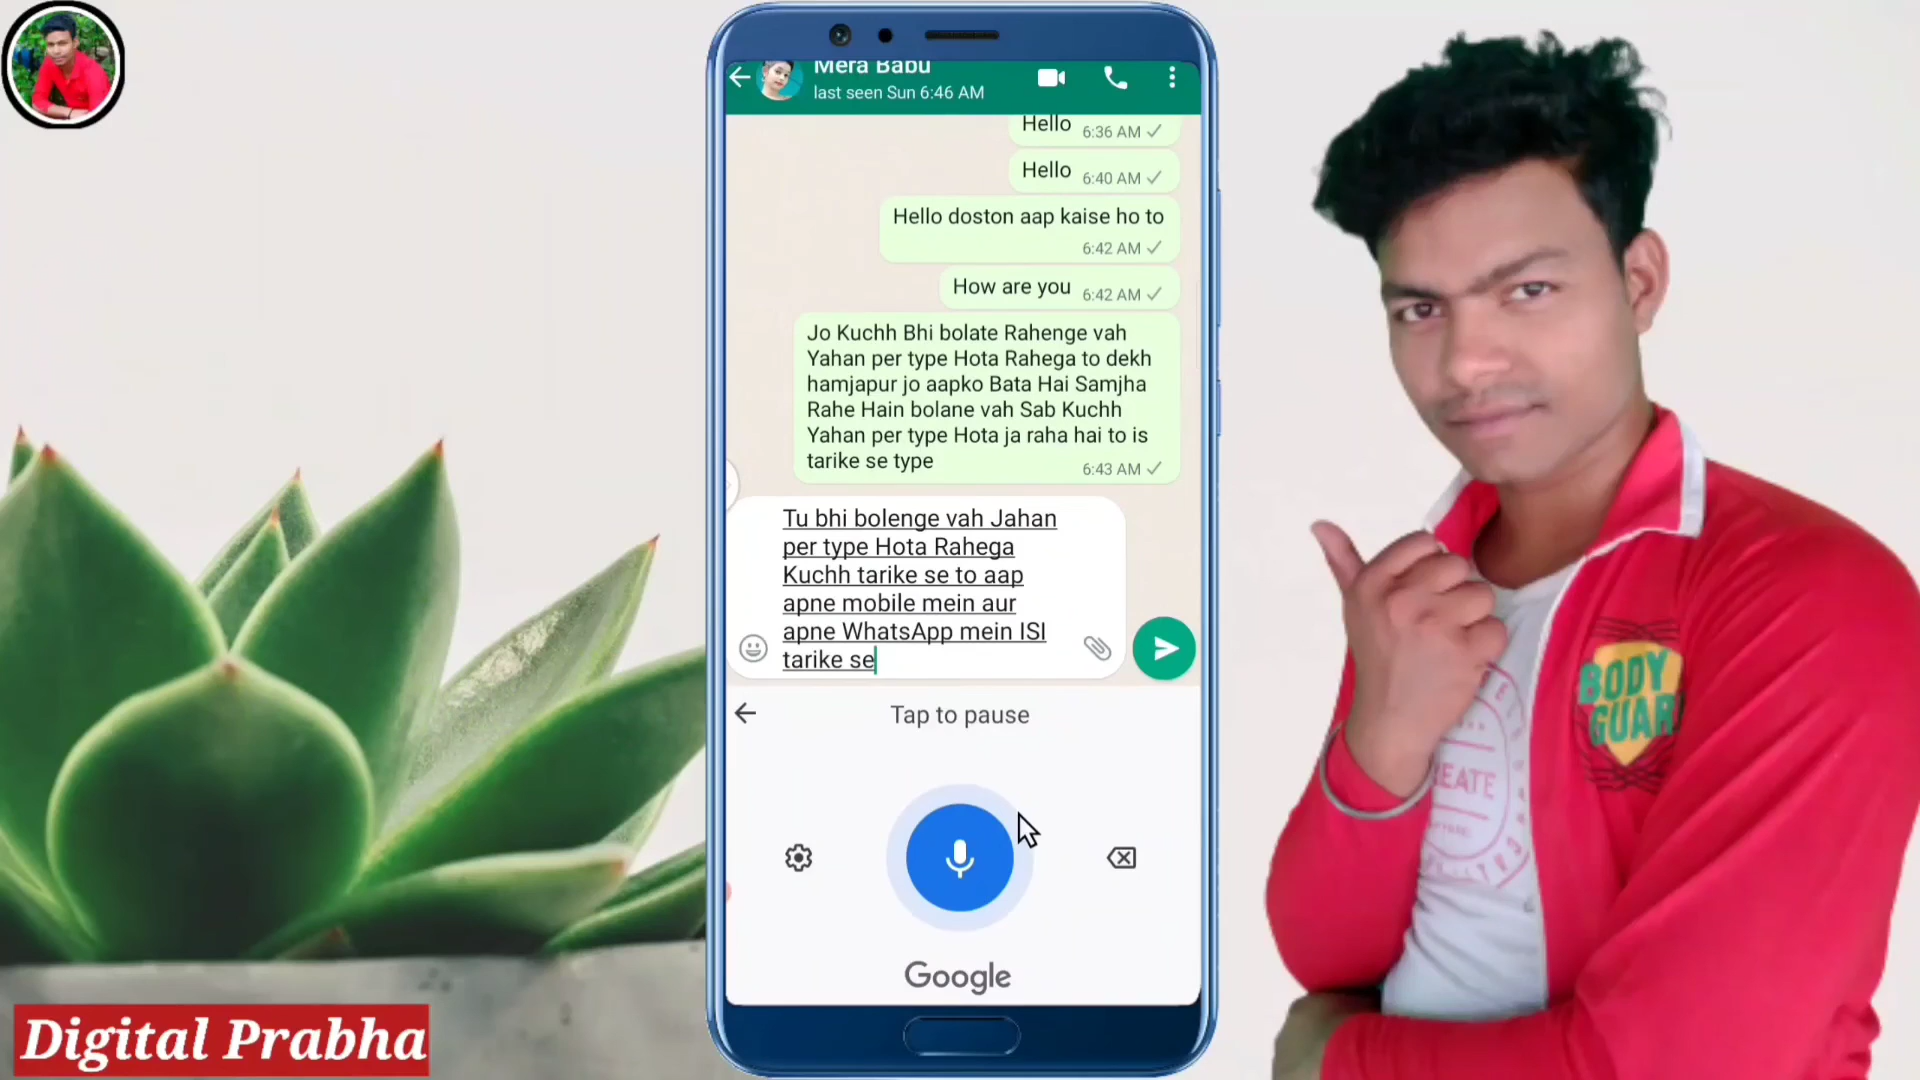 Mera Babu
last seen Sun 6:46 AM
Hello 6:36 AM
Hello 6:40 AM
Hello doston aap kaise ho to
6:42 AM
How are you 6:42 AM
Jo Kuchh Bhi bolate Rahenge vah
Yahan per type Hota Rahega to dekh
hamjapur jo aapko Bata Hai Samjha
Rahe Hain bolane vah Sab Kuchh
Yahan per type Hota ja raha hai to is
tarike se type 6:43 AM
Tu bhi bolenge vah Jahan
per type Hota Rahega
Kuchh tarike se to aap
apne mobile mein aur
apne WhatsApp mein ISI
tarike se
Tap to pause
Google
BODY
GUAR
Digital Prabha